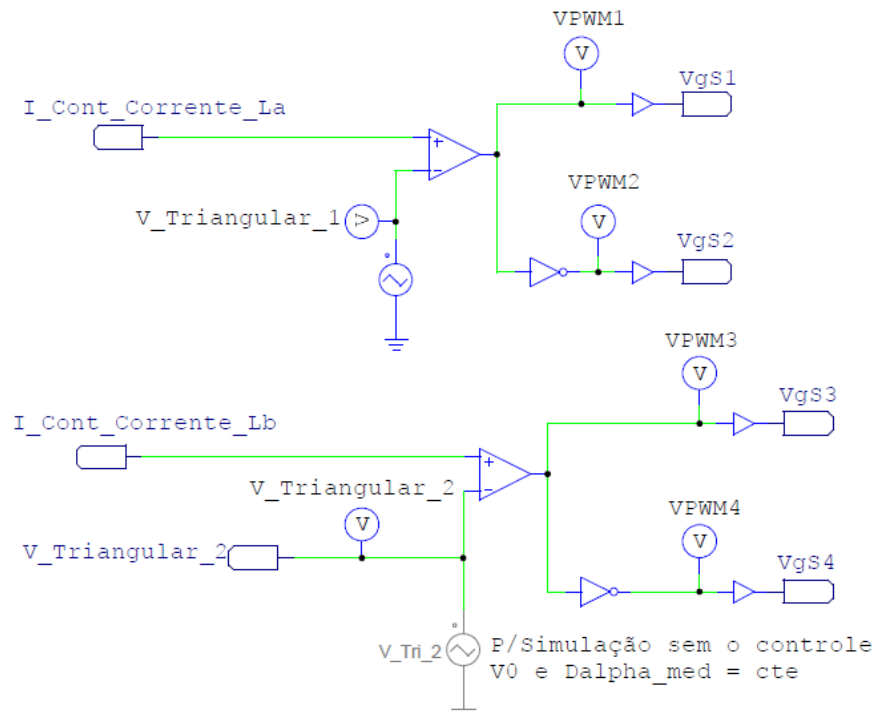 VPWM1
VgS1
I_Cont_Corrente_La
+
−
V
VPWM2
V_Triangular_1
V
V
VgS2
VPWM3
VgS3
V
I_Cont_Corrente_Lb
+
−
V_Triangular_2
VPWM4
V
V
VgS4
V_Triangular_2
V_Tri_2
P/Simulação sem o controle
V0 e Dalpha_med = cte